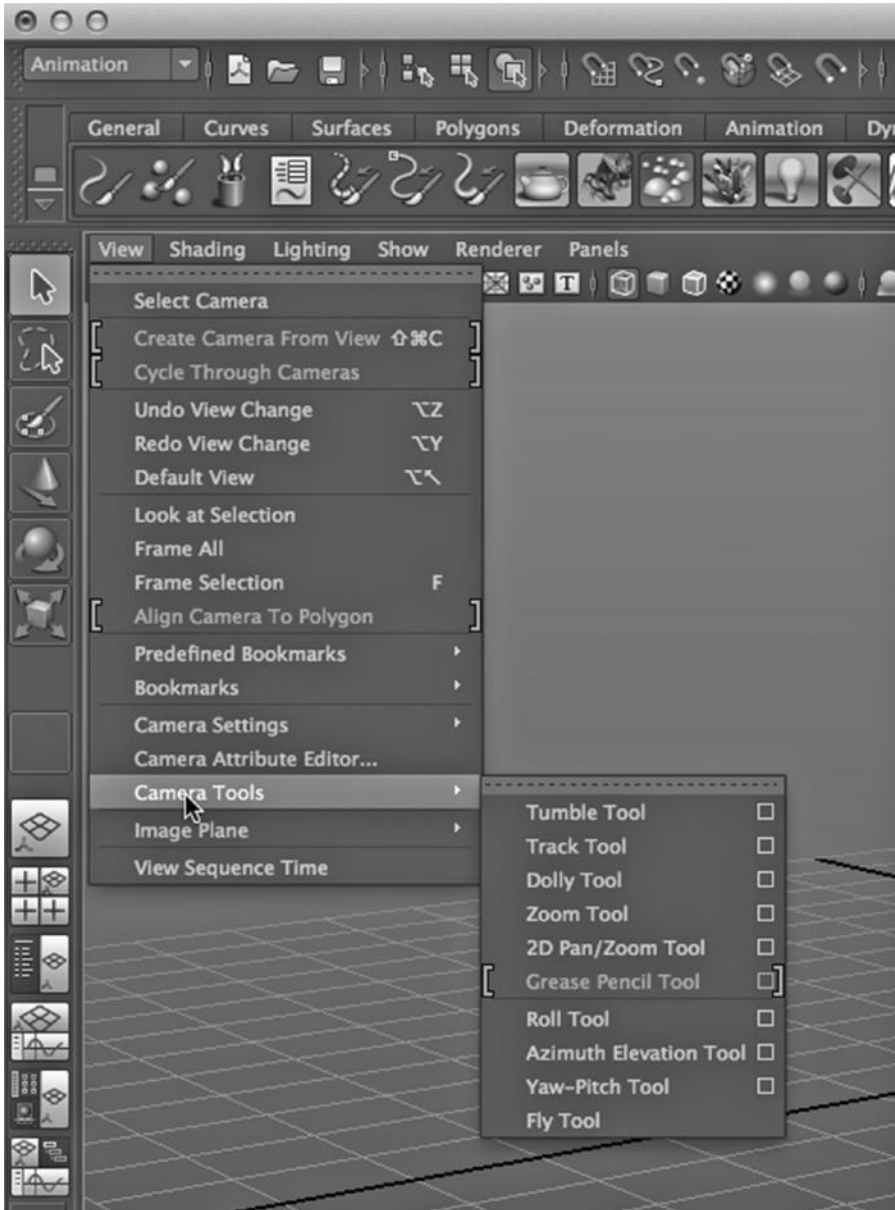 Animation
General Curves Surfaces Polygons Deformation Animation
View Shading Lighting Show Renderer Panels
T
Select Camera
Create Camera From View ⇧⌘C
Cycle Through Cameras
Undo View Change ⌥Z
Redo View Change ⌥Y
Default View ⌥↖
Look at Selection
Frame All
Frame Selection F
Align Camera To Polygon
Predefined Bookmarks
Bookmarks
Camera Settings
Camera Attribute Editor...
Camera Tools
Image Plane
View Sequence Time
Tumble Tool
Track Tool
Dolly Tool
Zoom Tool
2D Pan/Zoom Tool
Grease Pencil Tool
Roll Tool
Azimuth Elevation Tool
Yaw-Pitch Tool
Fly Tool